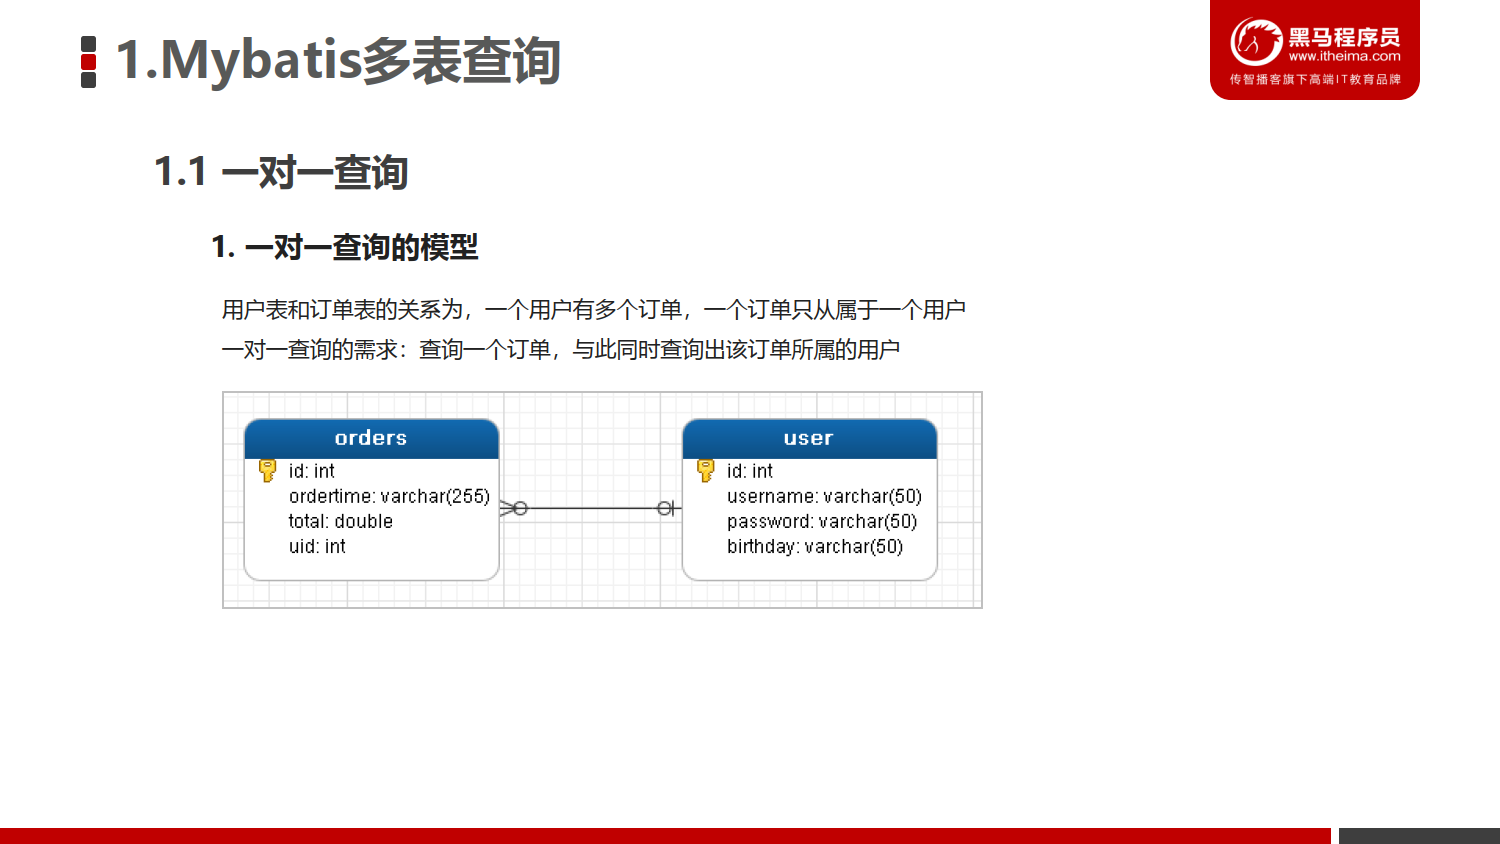 1.Mybatis多表查询
黑马程序员
www.itheima.com
传智播客旗下高端IT教育品牌
1.1 一对一查询
1. 一对一查询的模型
用户表和订单表的关系为，一个用户有多个订单，一个订单只从属于一个用户
一对一查询的需求：查询一个订单，与此同时查询出该订单所属的用户
orders
id: int
ordertime: varchar(255)
total: double
uid: int
user
id: int
username: varchar(50)
password: varchar(50)
birthday: varchar(50)